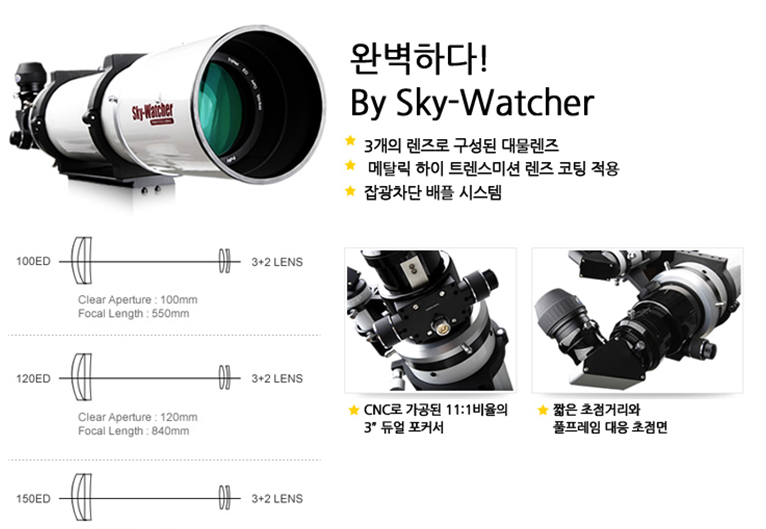 완벽하다!
By Sky-Watcher
3개의 렌즈로 구성된 대물렌즈
메탈릭 하이 트렌스미션 렌즈 코팅 적용
잡광차단 배플 시스템
Sky-Watcher
100ED
3+2 LENS
Clear Aperture : 100mm
Focal Length : 550mm
120ED
3+2 LENS
Clear Aperture : 120mm
Focal Length : 840mm
150ED
3+2 LENS
CNC로 가공된 11:1비율의
3” 듀얼 포커서
짧은 초점거리와
풀프레임 대응 초점면